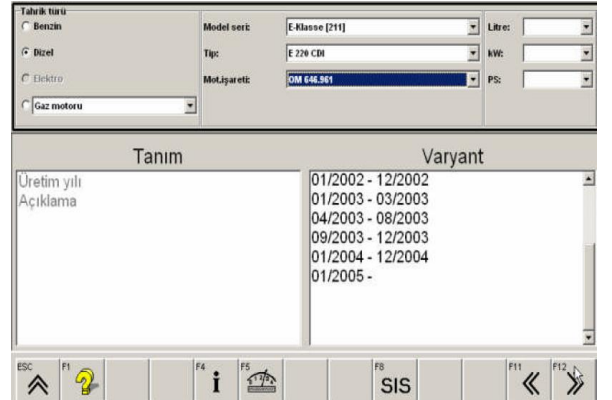 Tahrik türü
Benzin
Dizel
Elektro
Gaz motoru
Model seri: E-Klasse [211]
Tip: E 220 CDI
Mot.işareti: OM 646.961
Litre:
kW:
PS:
Tanım
Üretim yılı
Açıklama
Varyant
01/2002 - 12/2002
01/2003 - 03/2003
04/2003 - 08/2003
09/2003 - 12/2003
01/2004 - 12/2004
01/2005 -
ESC F1 F4 F5 F8 F11 F12
i SIS